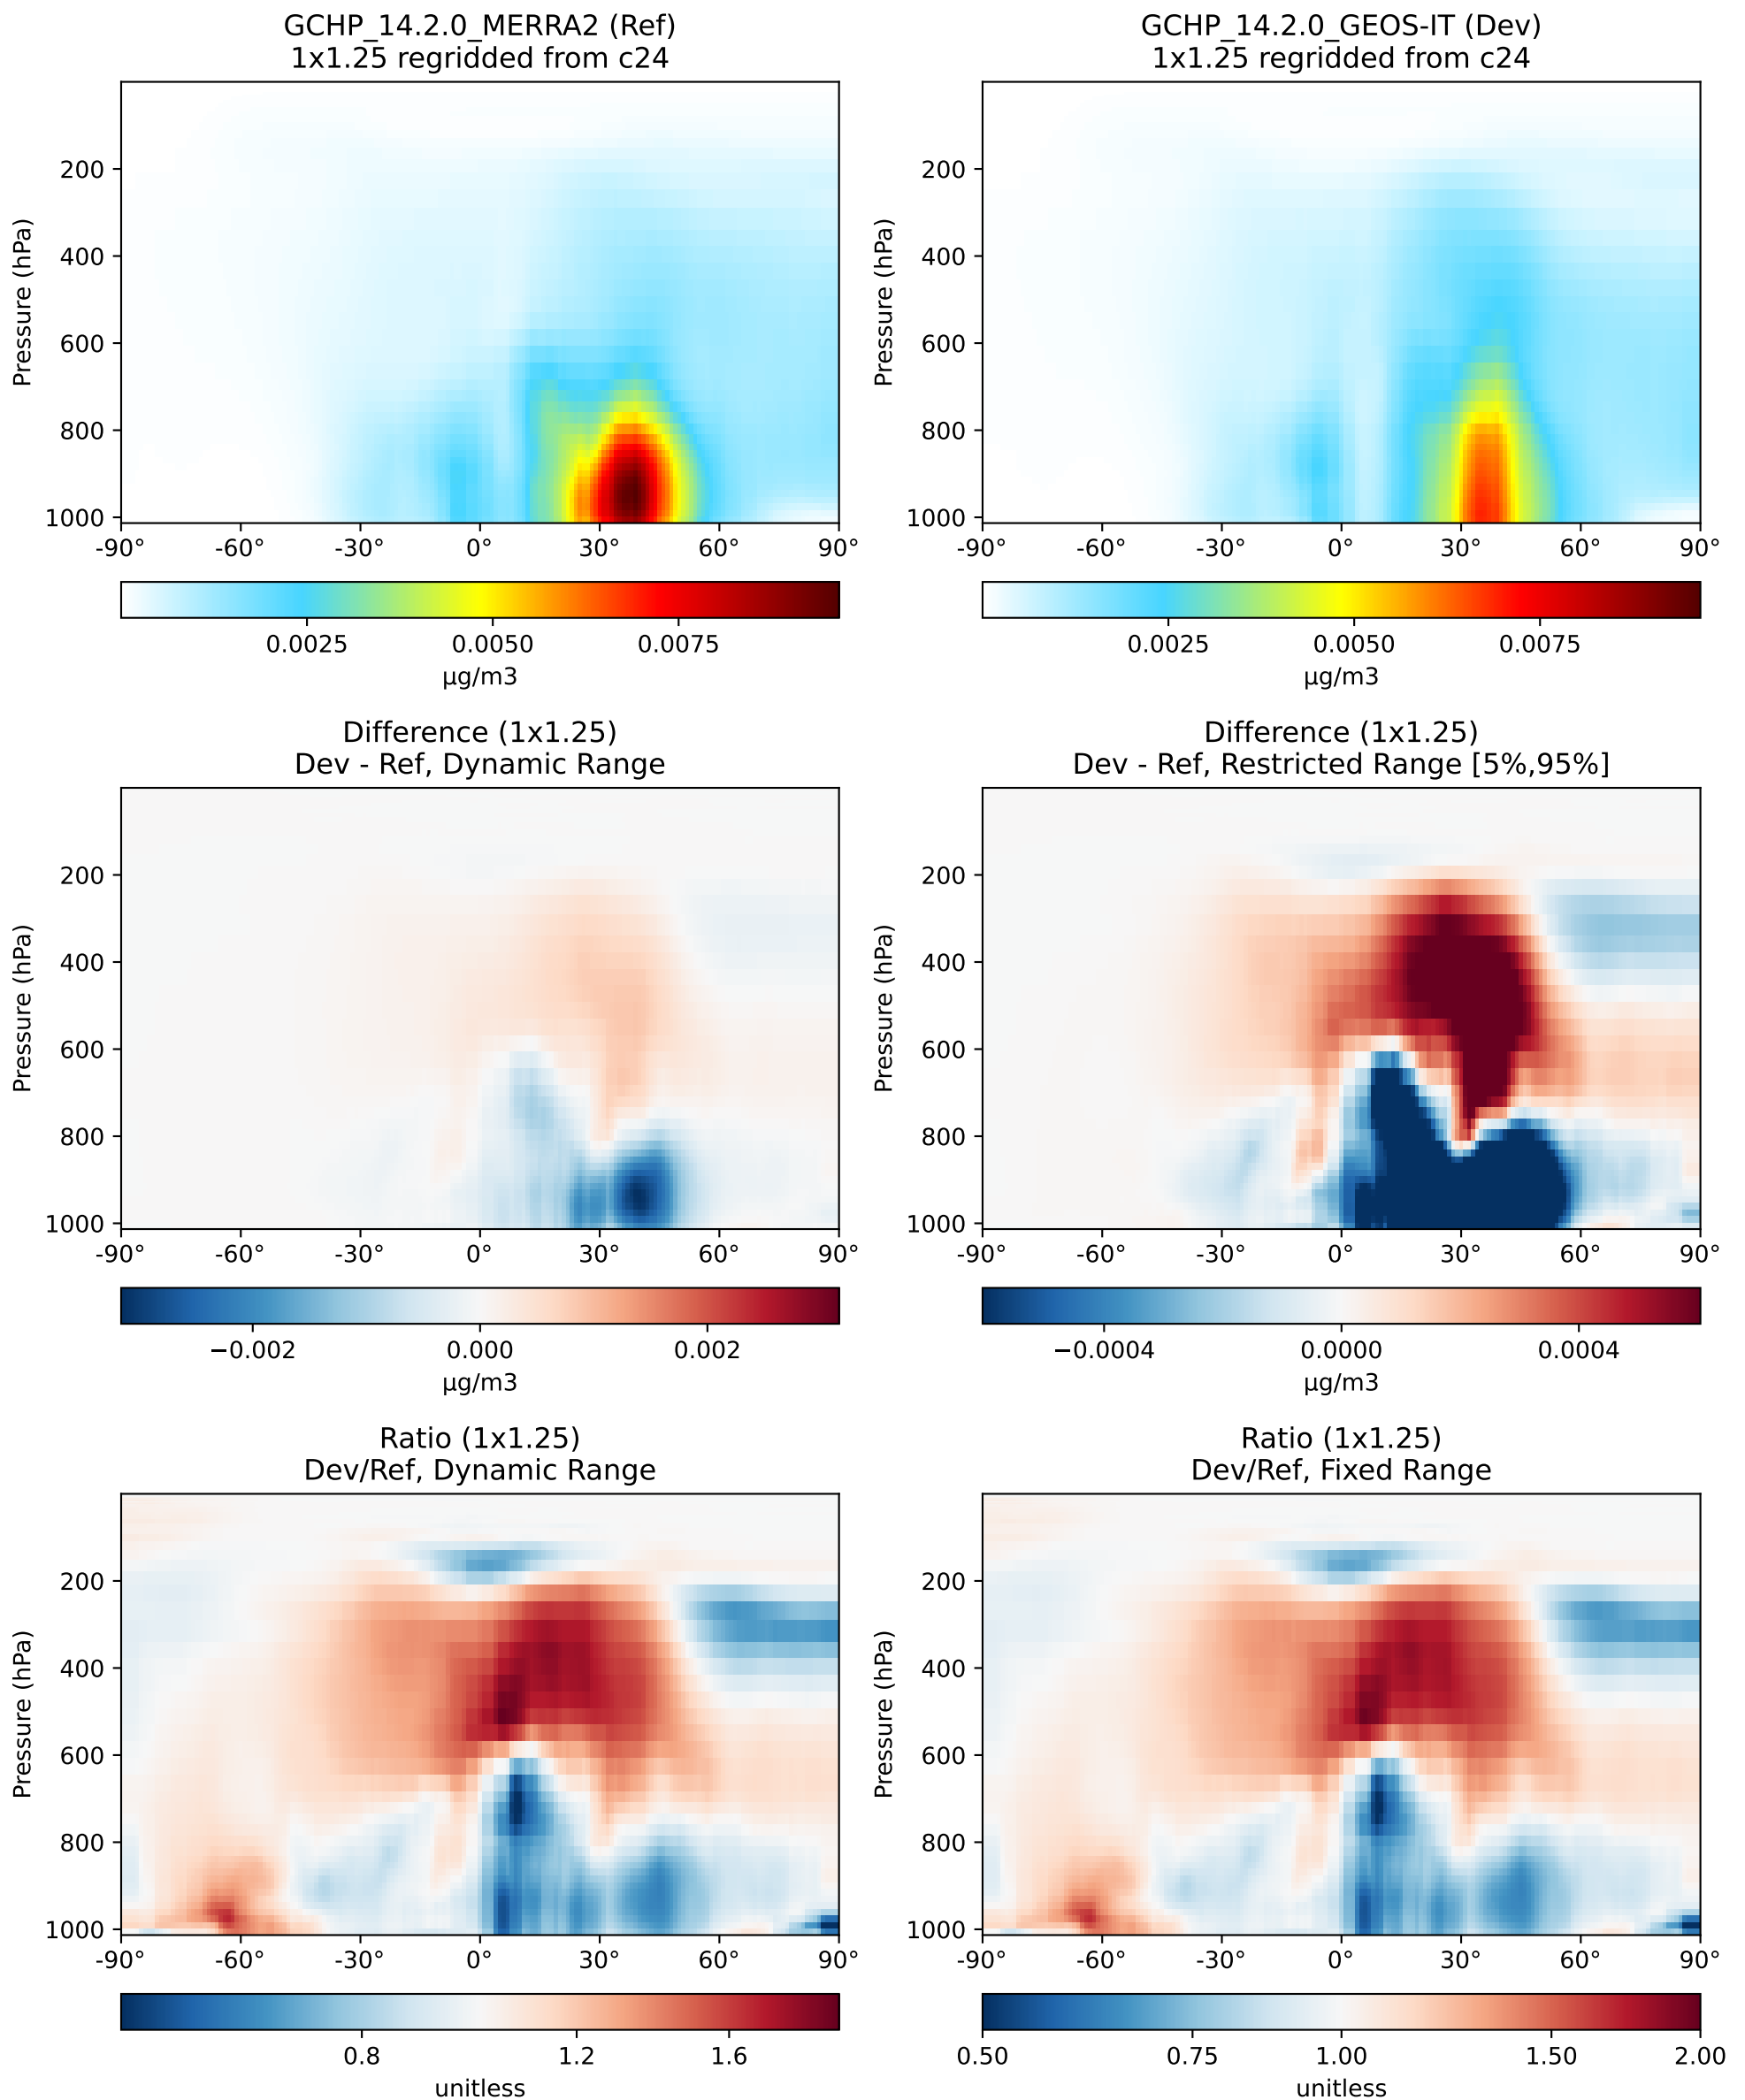 GCHP_14.2.0_MERRA2 (Ref)
1x1.25 regridded from c24
Pressure (hPa)
200
400
600
800
1000
-90° -60° -30° 0° 30° 60° 90°
0.0025 0.0050 0.0075
µg/m3
GCHP_14.2.0_GEOS-IT (Dev)
1x1.25 regridded from c24
Pressure (hPa)
200
400
600
800
1000
-90° -60° -30° 0° 30° 60° 90°
0.0025 0.0050 0.0075
µg/m3
Difference (1x1.25)
Dev - Ref, Dynamic Range
Pressure (hPa)
200
400
600
800
1000
-90° -60° -30° 0° 30° 60° 90°
−0.002 0.000 0.002
µg/m3
Difference (1x1.25)
Dev - Ref, Restricted Range [5%,95%]
Pressure (hPa)
200
400
600
800
1000
-90° -60° -30° 0° 30° 60° 90°
−0.0004 0.0000 0.0004
µg/m3
Ratio (1x1.25)
Dev/Ref, Dynamic Range
Pressure (hPa)
200
400
600
800
1000
-90° -60° -30° 0° 30° 60° 90°
0.8 1.2 1.6
unitless
Ratio (1x1.25)
Dev/Ref, Fixed Range
Pressure (hPa)
200
400
600
800
1000
-90° -60° -30° 0° 30° 60° 90°
0.50 0.75 1.00 1.50 2.00
unitless